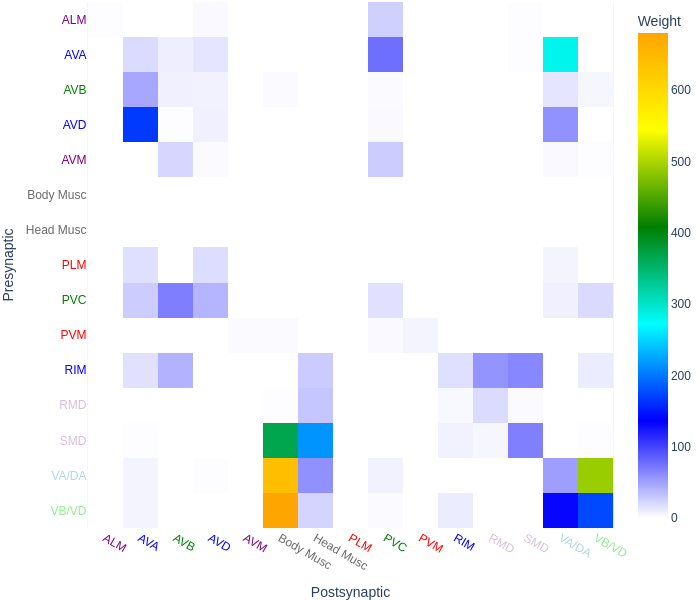 Weight
ALM
AVA
AVB
AVD
AVM
Body Musc
Head Musc
PLM
PVC
PVM
RIM
RMD
SMD
VA/DA
VB/VD
Presynaptic
600
500
400
300
200
100
0
ALM
AVA
AVB
AVD
AVM
Body Musc
Head Musc
PLM
PVC
PVM
RIM
RMD
SMD
VA/DA
VB/VD
Postsynaptic